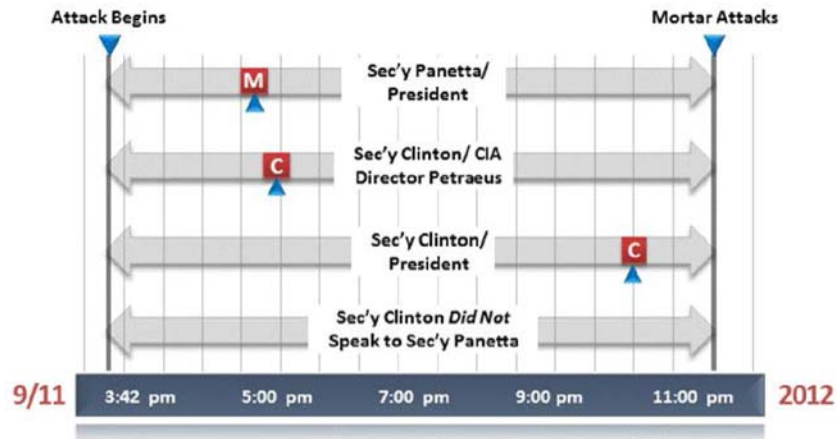 Attack Begins
Mortar Attacks
M
Sec'y Panetta/
President
C
Sec'y Clinton/ CIA
Director Petraeus
Sec'y Clinton/
President
C
Sec'y Clinton Did Not
Speak to Sec'y Panetta
9/11 3:42 pm 5:00 pm 7:00 pm 9:00 pm 11:00 pm 2012